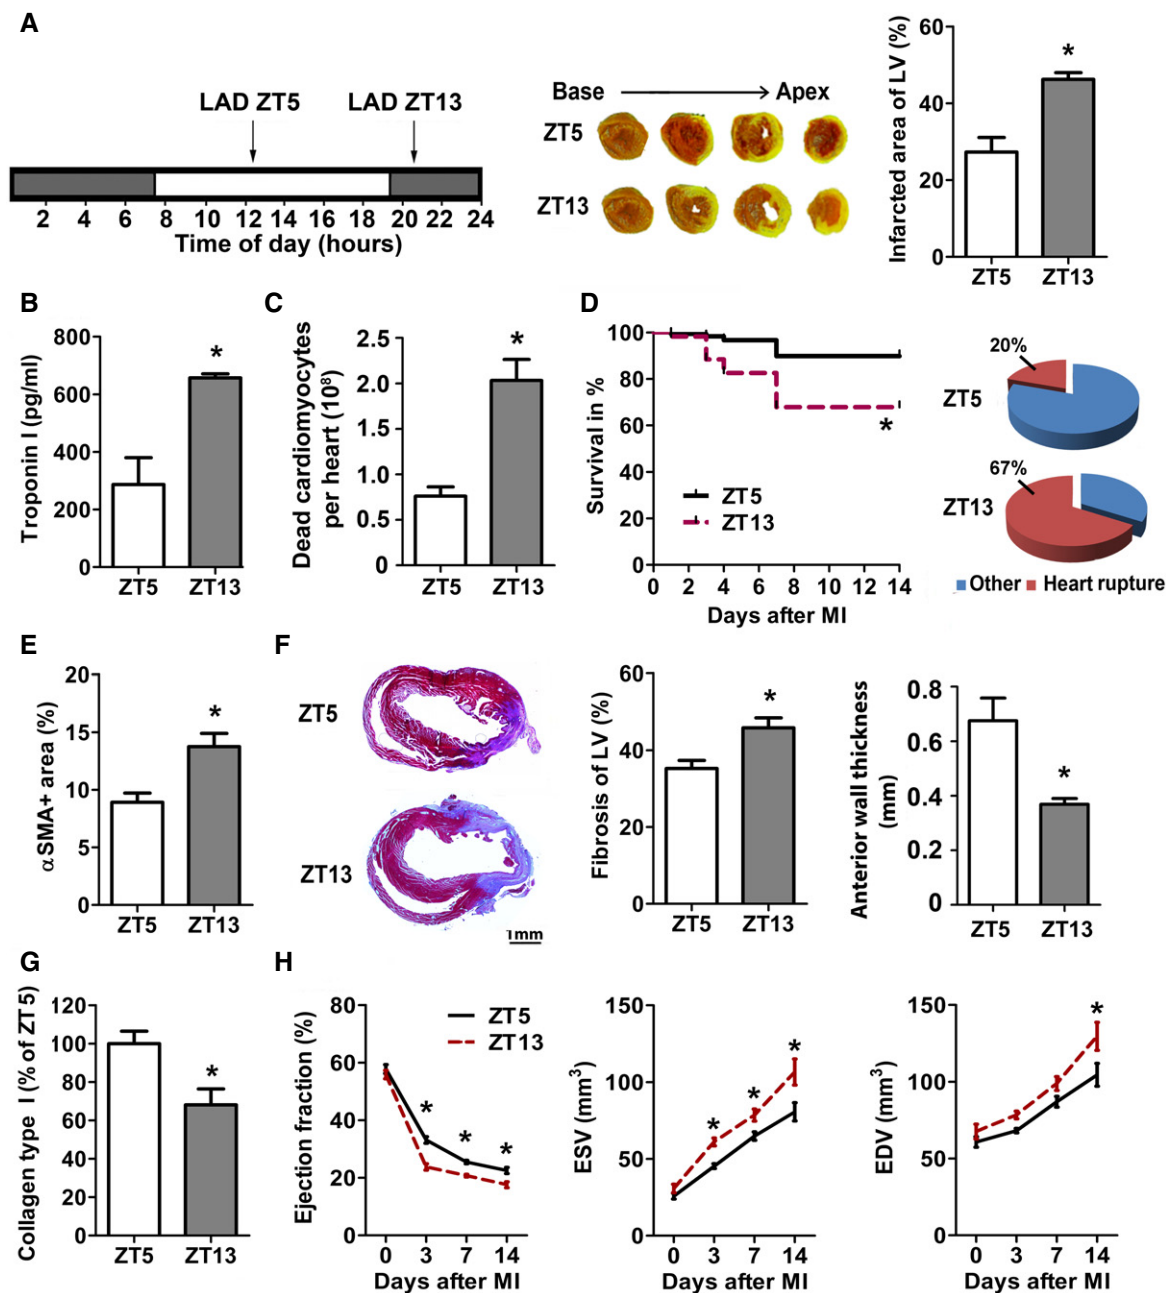 A
LAD ZT5
LAD ZT13
2 4 6 8 10 12 14 16 18 20 22 24
Time of day (hours)
Base
Apex
ZT5
ZT13
Infarcted area of LV (%)
60
40
20
0
*
ZT5
ZT13
B
Troponin I (pg/ml)
800
600
400
200
0
*
ZT5
ZT13
C
Dead cardiomyocytes
per heart (10⁸)
2.5
2.0
1.5
1.0
0.5
0
*
ZT5
ZT13
D
Survival in %
100
80
60
40
20
0
*
ZT5
ZT13
0 2 4 6 8 10 12 14
Days after MI
20%
ZT5
67%
ZT13
Other
Heart rupture
E
αSMA+ area (%)
20
15
10
5
0
*
ZT5
ZT13
F
ZT5
ZT13
1mm
Fibrosis of LV (%)
60
40
20
0
*
ZT5
ZT13
Anterior wall thickness
(mm)
0.8
0.6
0.4
0.2
0
*
ZT5
ZT13
G
Collagen type I (% of ZT5)
120
100
80
60
40
20
0
*
ZT5
ZT13
H
Ejection fraction (%)
80
60
40
20
0
ZT5
ZT13
* * *
0 3 7 14
Days after MI
ESV (mm³)
150
100
50
0
* * *
0 3 7 14
Days after MI
EDV (mm³)
150
100
50
0
*
0 3 7 14
Days after MI